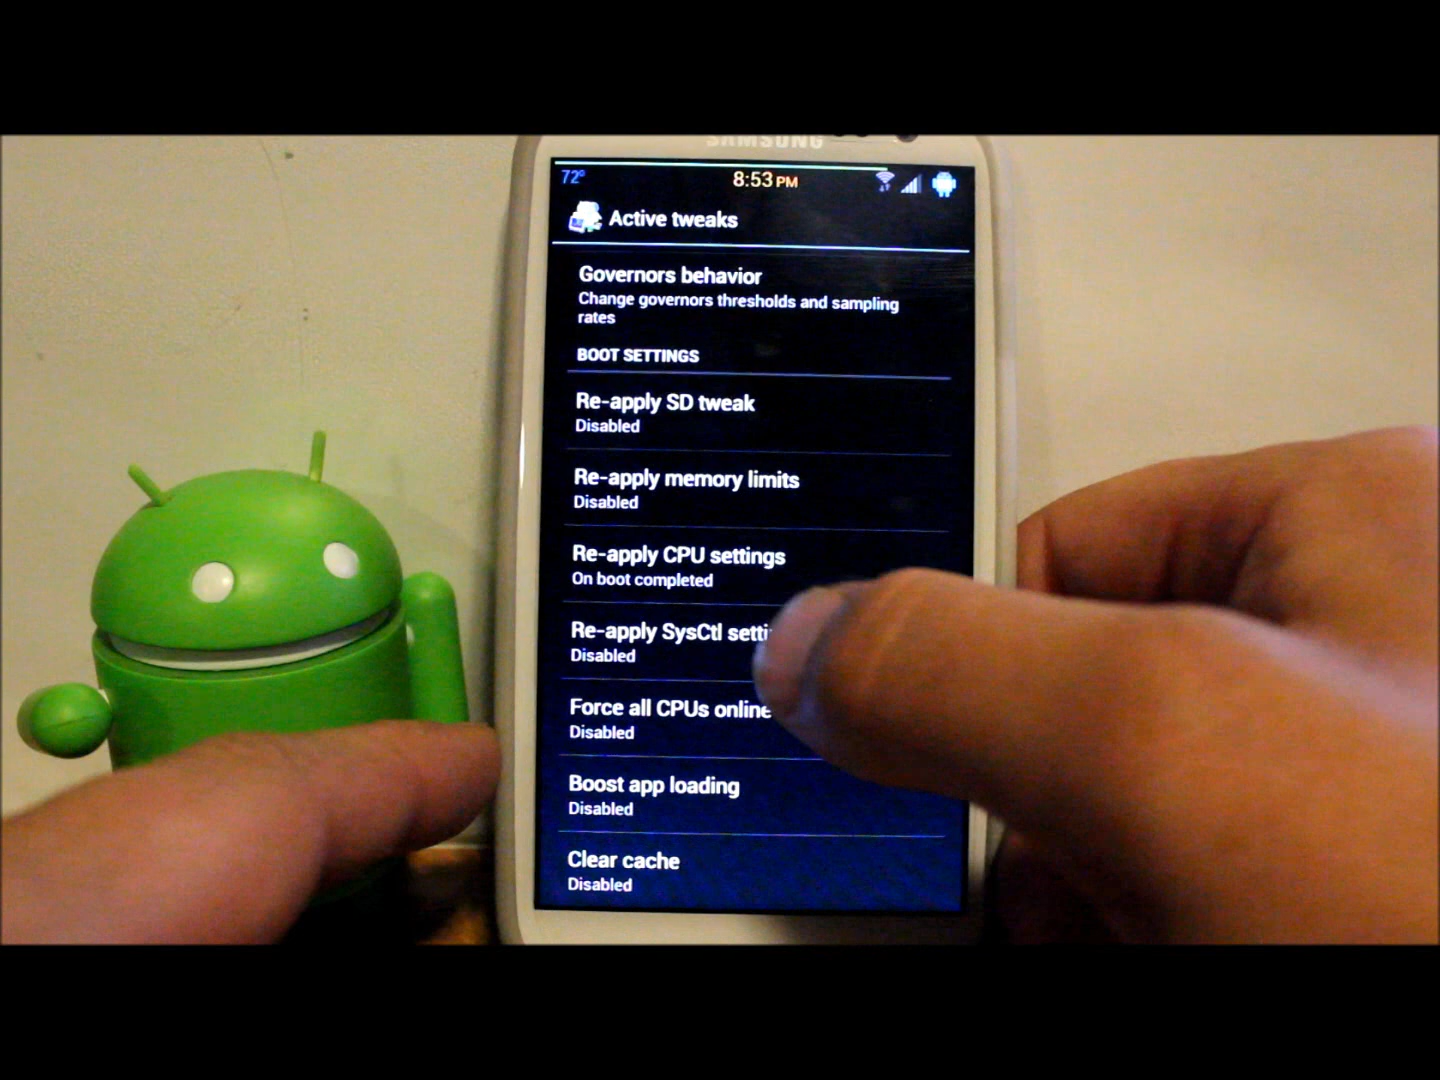 SAMSUNG
72°
8:53 PM
Active tweaks
Governors behavior
Change governors thresholds and sampling
rates
BOOT SETTINGS
Re-apply SD tweak
Disabled
Re-apply memory limits
Disabled
Re-apply CPU settings
On boot completed
Re-apply SysCtl setti
Disabled
Force all CPUs online
Disabled
Boost app loading
Disabled
Clear cache
Disabled